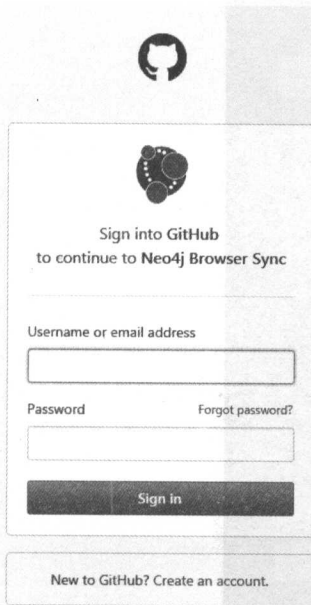 Sign into GitHub
to continue to Neo4j Browser Sync
Username or email address
Password Forgot password?
Sign in
New to GitHub? Create an account.